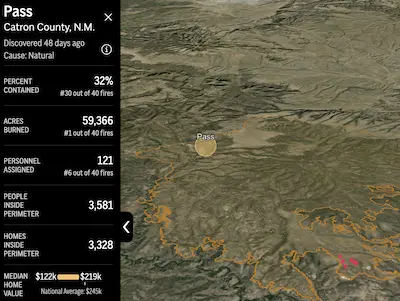 Pass
Catron County, N.M.
Discovered 48 days ago
Cause: Natural
PERCENT CONTAINED 32%
#30 out of 40 fires
ACRES BURNED 59,366
#1 out of 40 fires
PERSONNEL ASSIGNED 121
#6 out of 40 fires
PEOPLE INSIDE PERIMETER 3,581
HOMES INSIDE PERIMETER 3,328
MEDIAN HOME VALUE $122k $219k
National Average: $245k
Pass